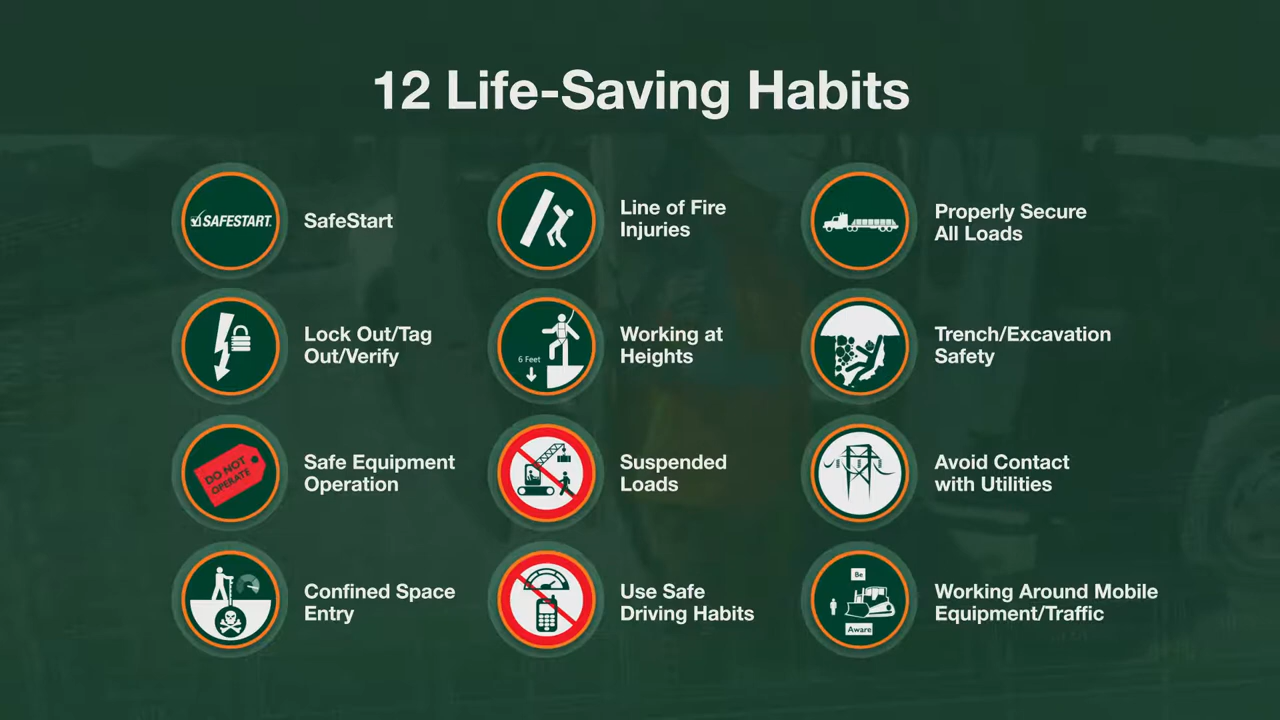 12 Life-Saving Habits
SAFESTART
SafeStart
Line of Fire
Injuries
Properly Secure
All Loads
Lock Out/Tag
Out/Verify
6 Feet
Working at
Heights
Trench/Excavation
Safety
DO NOT
OPERATE
Safe Equipment
Operation
Suspended
Loads
Avoid Contact
with Utilities
Confined Space
Entry
Use Safe
Driving Habits
Be
Aware
Working Around Mobile
Equipment/Traffic